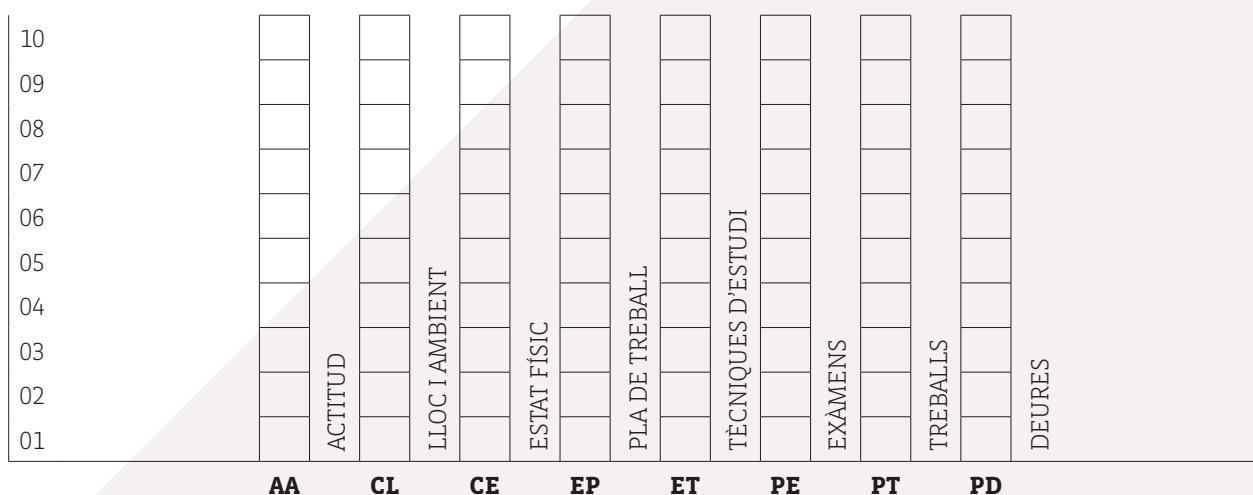 10
09
08
07
06
05
04
03
02
01
ACTITUD
LLOC I AMBIENT
ESTAT FÍSIC
PLA DE TREBALL
TÈCNIQUES D'ESTUDI
EXÀMENS
TREBALLS
DEURES
AA CL CE EP ET PE PT PD